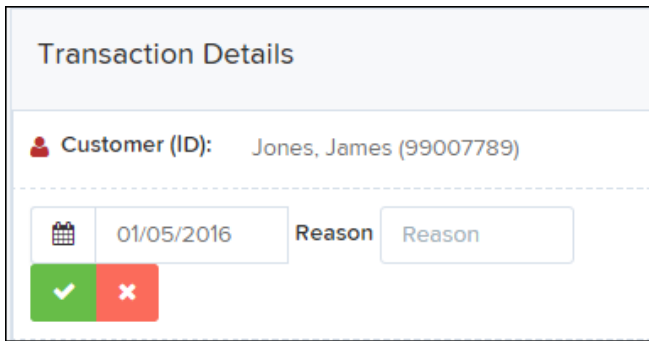 Transaction Details
Customer (ID): Jones, James (99007789)
01/05/2016 Reason Reason